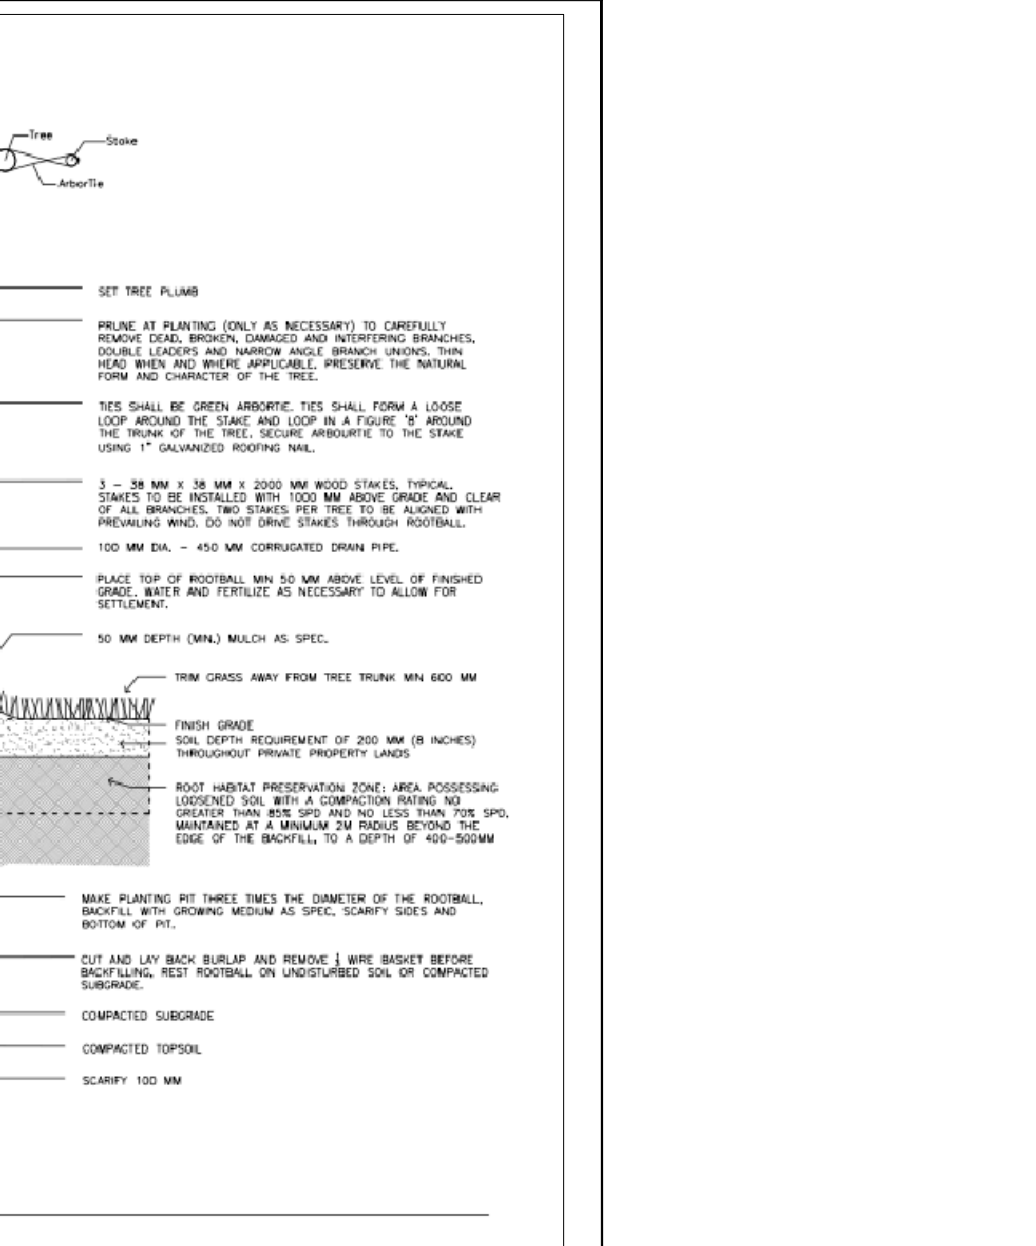 Tree
Stake
ArborTie
SET TREE PLUMB
PRUNE AT PLANTING (ONLY AS NECESSARY) TO CAREFULLY
REMOVE DEAD, BROKEN, DAMAGED AND INTERFERING BRANCHES,
DOUBLE LEADERS AND NARROW ANGLE BRANCH UNIONS. THIN
HEAD WHEN AND WHERE APPLICABLE. PRESERVE THE NATURAL
FORM AND CHARACTER OF THE TREE.
TIES SHALL BE GREEN ARBORTIE. TIES SHALL FORM A LOOSE
LOOP AROUND THE STAKE AND LOOP IN A FIGURE '8' AROUND
THE TRUNK OF THE TREE. SECURE ARBOURTIE TO THE STAKE
USING 1" GALVANIZED ROOFING NAIL.
3 - 38 MM X 38 MM X 2000 MM WOOD STAKES, TYPICAL.
STAKES TO BE INSTALLED WITH 1000 MM ABOVE GRADE AND CLEAR
OF ALL BRANCHES. TWO STAKES PER TREE TO BE ALIGNED WITH
PREVAILING WIND. DO NOT DRIVE STAKES THROUGH ROOTBALL.
100 MM DIA. - 450 MM CORRUGATED DRAIN PIPE.
PLACE TOP OF ROOTBALL MIN 50 MM ABOVE LEVEL OF FINISHED
GRADE. WATER AND FERTILIZE AS NECESSARY TO ALLOW FOR
SETTLEMENT.
50 MM DEPTH (MIN.) MULCH AS SPEC.
TRIM GRASS AWAY FROM TREE TRUNK MIN 600 MM
FINISH GRADE
SOIL DEPTH REQUIREMENT OF 200 MM (8 INCHES)
THROUGHOUT PRIVATE PROPERTY LANDS
ROOT HABITAT PRESERVATION ZONE: AREA POSSESSING
LOOSENED SOIL WITH A COMPACTION RATING NO
GREATER THAN 85% SPD AND NO LESS THAN 70% SPD,
MAINTAINED AT A MINIMUM 2M RADIUS BEYOND THE
EDGE OF THE BACKFILL, TO A DEPTH OF 400-500MM
MAKE PLANTING PIT THREE TIMES THE DIAMETER OF THE ROOTBALL,
BACKFILL WITH GROWING MEDIUM AS SPEC, SCARIFY SIDES AND
BOTTOM OF PIT..
CUT AND LAY BACK BURLAP AND REMOVE WIRE BASKET BEFORE
BACKFILLING, REST ROOTBALL ON UNDISTURBED SOIL OR COMPACTED
SUBGRADE.
COMPACTED SUBGRADE
COMPACTED TOPSOIL
SCARIFY 100 MM